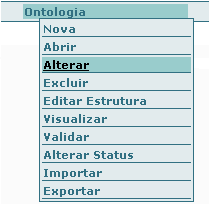 Ontologia
Nova
Abrir
Alterar
Excluir
Editar Estrutura
Visualizar
Validar
Alterar Status
Importar
Exportar